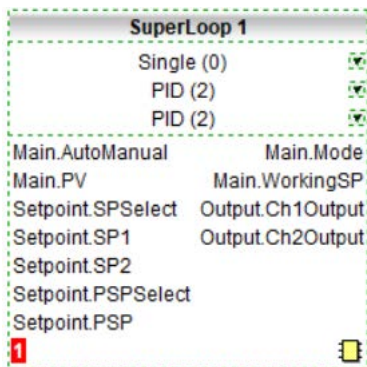 SuperLoop 1
Single (0)
PID (2)
PID (2)
Main.AutoManual Main.Mode
Main.PV Main.WorkingSP
Setpoint.SPSelect Output.Ch1Output
Setpoint.SP1 Output.Ch2Output
Setpoint.SP2
Setpoint.PSPSelect
Setpoint.PSP
1